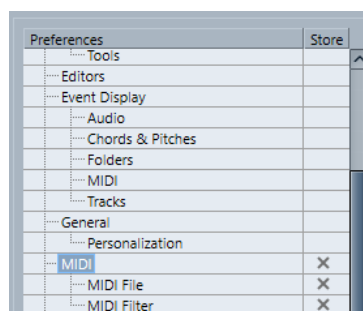 Preferences Store
Tools
Editors
Event Display
Audio
Chords & Pitches
Folders
MIDI
Tracks
General
Personalization
MIDI
MIDI File
MIDI Filter